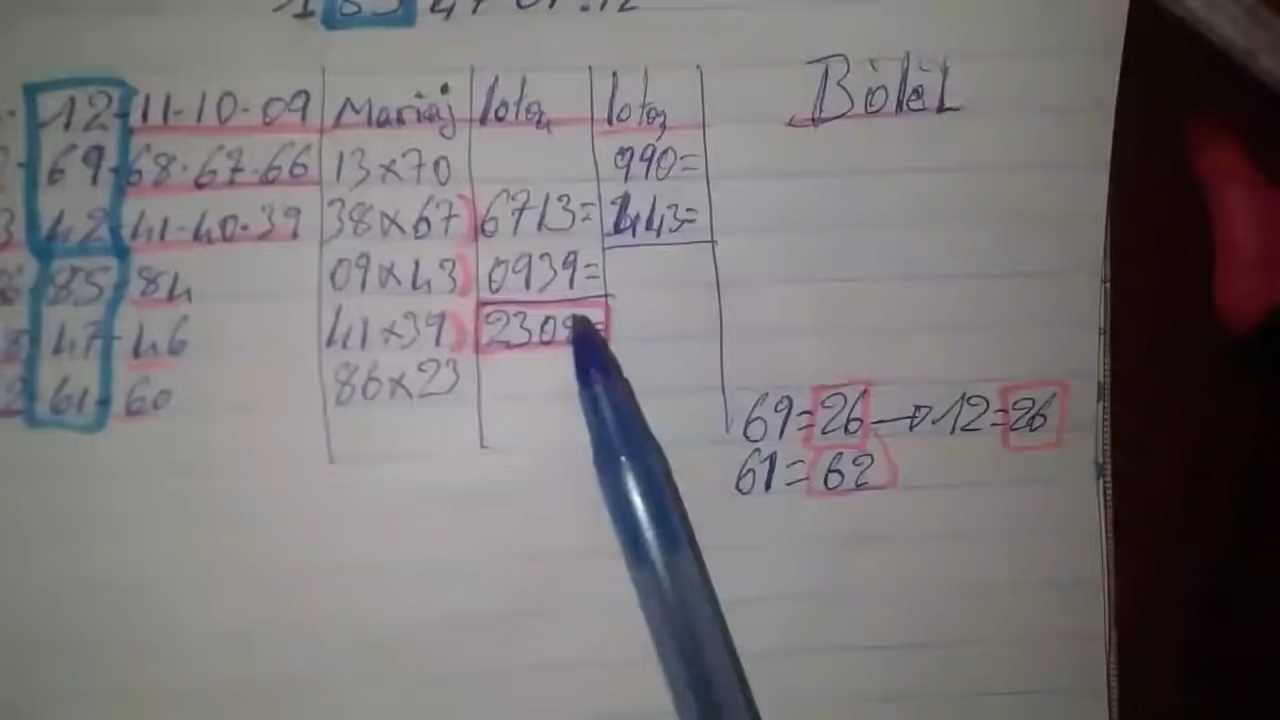 12-11-10-09 Mariaj loto4 loto3 Bòlèt
69-68-67-66 13x70 990=
42-41-40-39 38x67 6713= 443=
85-84 09x43 0939=
47-46 41x39
61-60 86x23
69=26→12=26
61=62